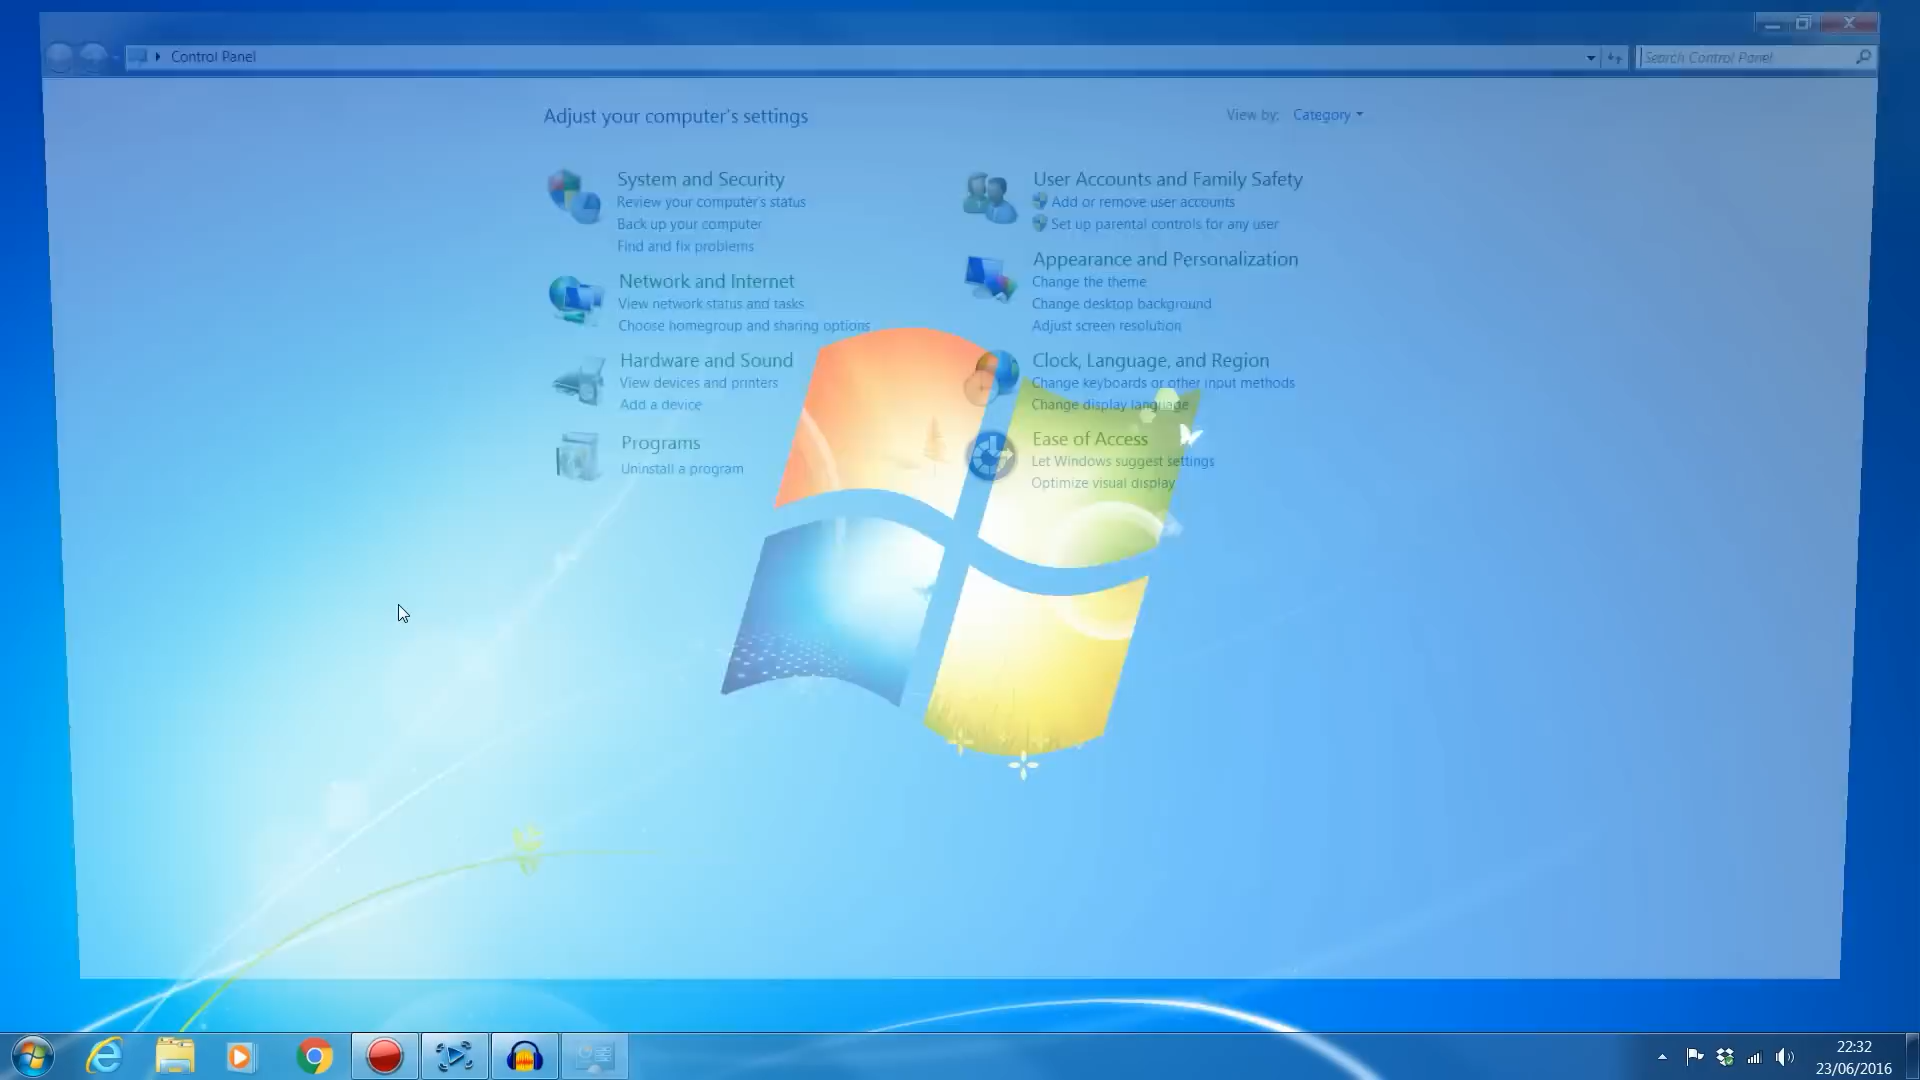 Control Panel
Search Control Panel
Adjust your computer's settings
View by: Category
System and Security
Review your computer's status
Back up your computer
Find and fix problems
Network and Internet
View network status and tasks
Choose homegroup and sharing options
Hardware and Sound
View devices and printers
Add a device
Programs
Uninstall a program
User Accounts and Family Safety
Add or remove user accounts
Set up parental controls for any user
Appearance and Personalization
Change the theme
Change desktop background
Adjust screen resolution
Clock, Language, and Region
Change keyboards or other input methods
Change display language
Ease of Access
Let Windows suggest settings
Optimize visual display
22:32
23/06/2016